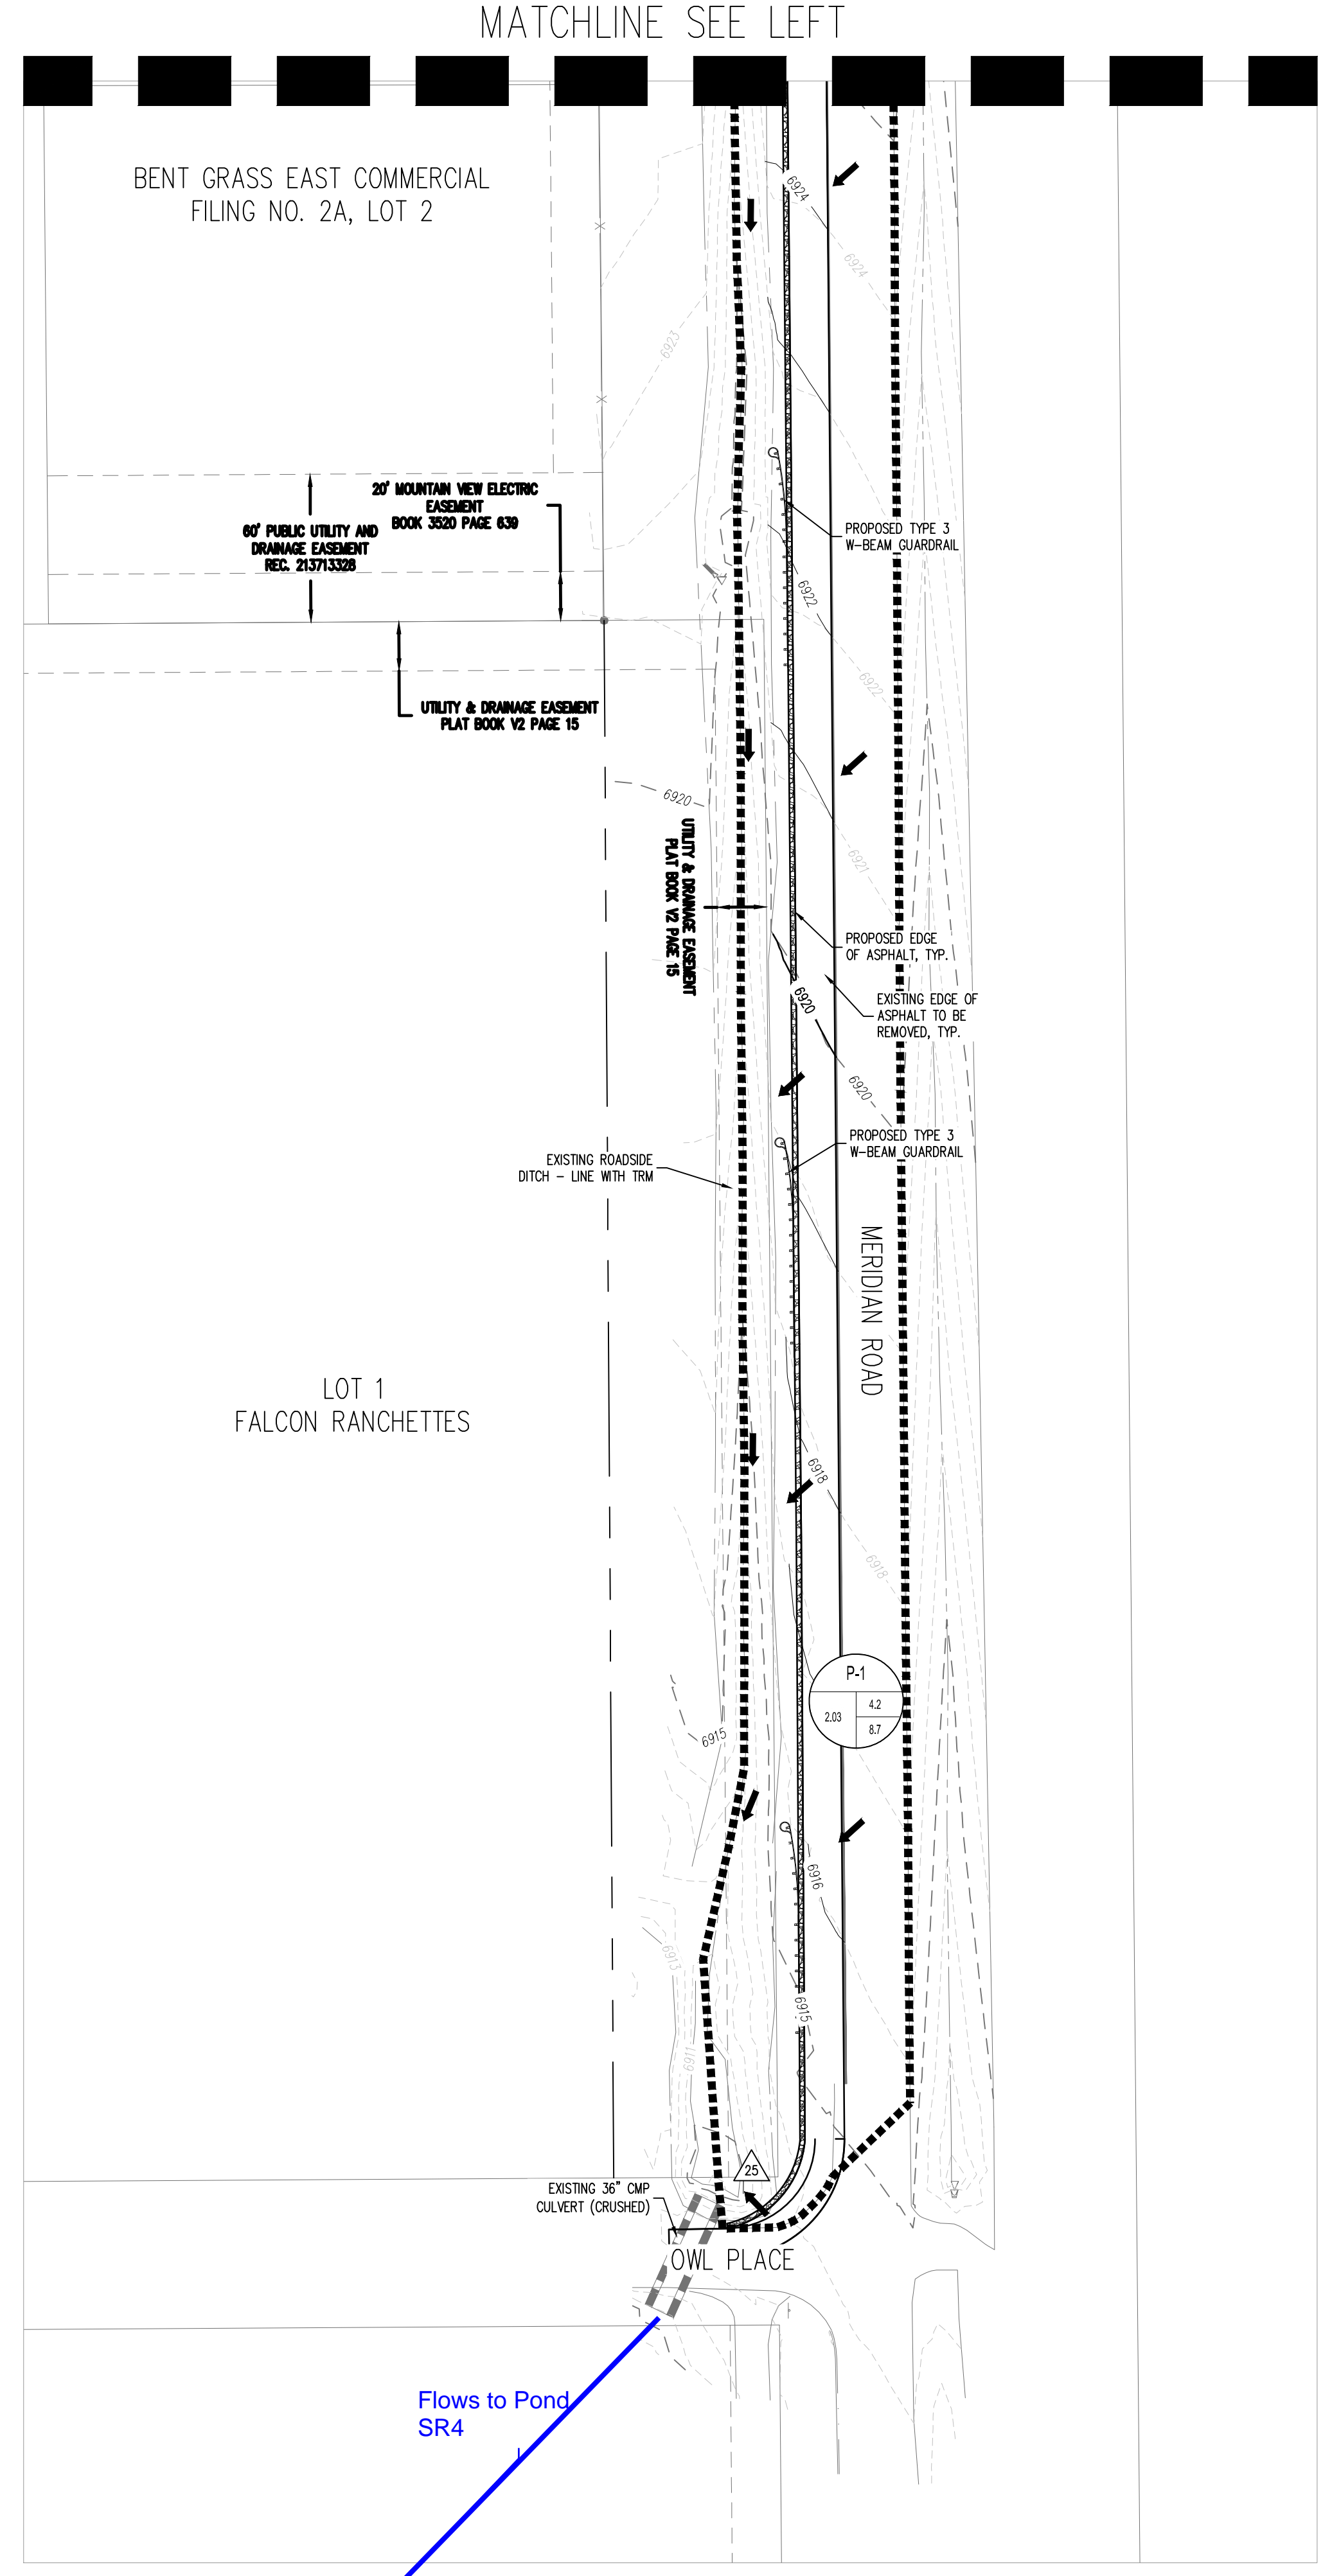 MATCHLINE SEE LEFT
BENT GRASS EAST COMMERCIAL
FILING NO. 2A, LOT 2
6924
6924
6923
20' MOUNTAIN VIEW ELECTRIC
EASEMENT
BOOK 3520 PAGE 639
60' PUBLIC UTILITY AND
DRAINAGE EASEMENT
REC. 213713328
PROPOSED TYPE 3
W-BEAM GUARDRAIL
6922
6922
UTILITY & DRAINAGE EASEMENT
PLAT BOOK V2 PAGE 15
6920
6921
UTILITY & DRAINAGE EASEMENT
PLAT BOOK V2 PAGE 15
PROPOSED EDGE
OF ASPHALT, TYP.
6920
EXISTING EDGE OF
ASPHALT TO BE
REMOVED, TYP.
6920
PROPOSED TYPE 3
W-BEAM GUARDRAIL
EXISTING ROADSIDE
DITCH - LINE WITH TRM
MERIDIAN ROAD
LOT 1
FALCON RANCHETTES
6918
6918
P-1
2.03
4.2
8.7
6915
6916
6913
6915
6911
25
EXISTING 36" CMP
CULVERT (CRUSHED)
OWL PLACE
Flows to Pond
SR4